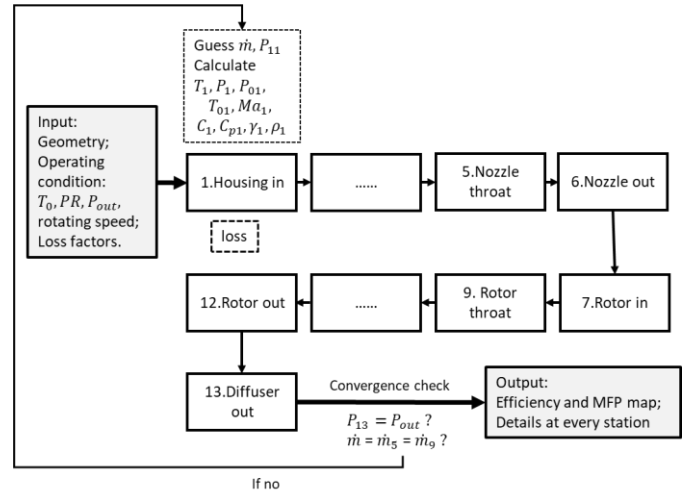 Guess ṁ, P₁₁
Calculate
T₁, P₁, P₀₁,
T₀₁, Ma₁,
C₁, Cₚ₁, γ₁, ρ₁
Input:
Geometry;
Operating
condition:
T₀, PR, Pₒᵤₜ,
rotating speed;
Loss factors.
1.Housing in
......
5.Nozzle
throat
6.Nozzle out
loss
12.Rotor out
......
9. Rotor
throat
7.Rotor in
13.Diffuser
out
Convergence check
P₁₃ = Pₒᵤₜ ?
ṁ = ṁ₅ = ṁ₉ ?
Output:
Efficiency and MFP map;
Details at every station
If no